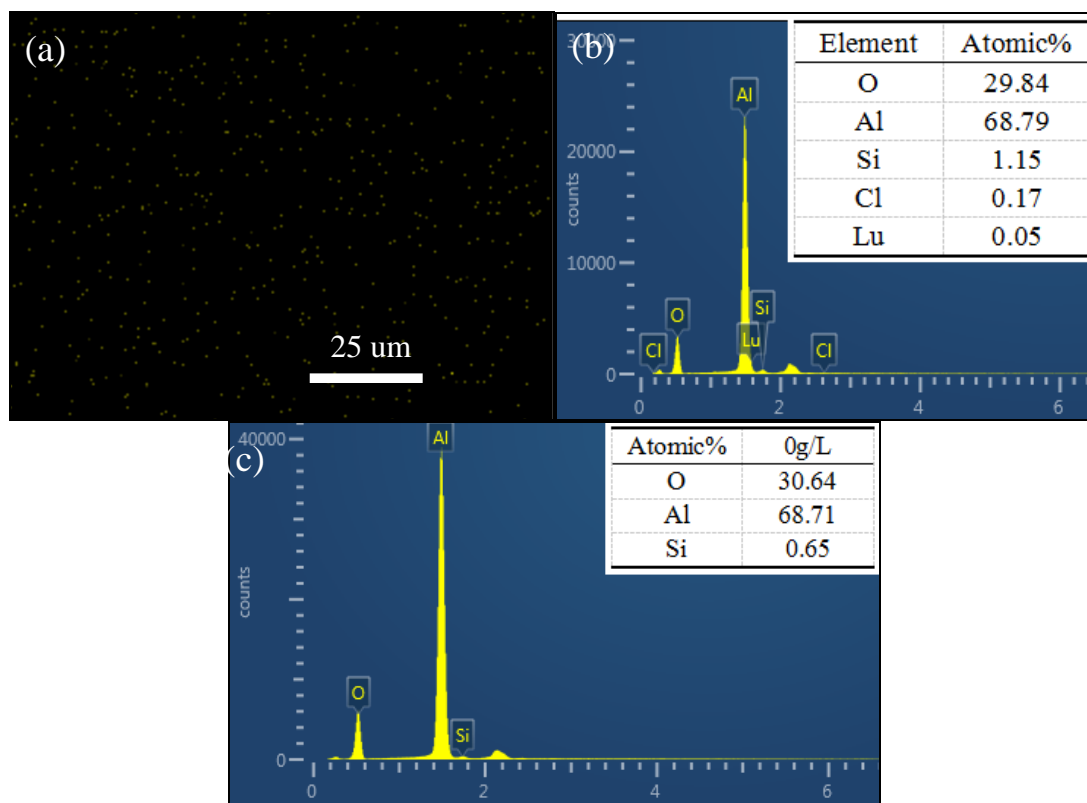 (a)
25 um
(b)
30000
20000
10000
0
counts
Al
O
Si
Lu
Cl
Cl
0 2 4 6
Element Atomic%
O 29.84
Al 68.79
Si 1.15
Cl 0.17
Lu 0.05
(c)
40000
0
counts
Al
O
Si
0 2 4 6
Atomic% 0g/L
O 30.64
Al 68.71
Si 0.65